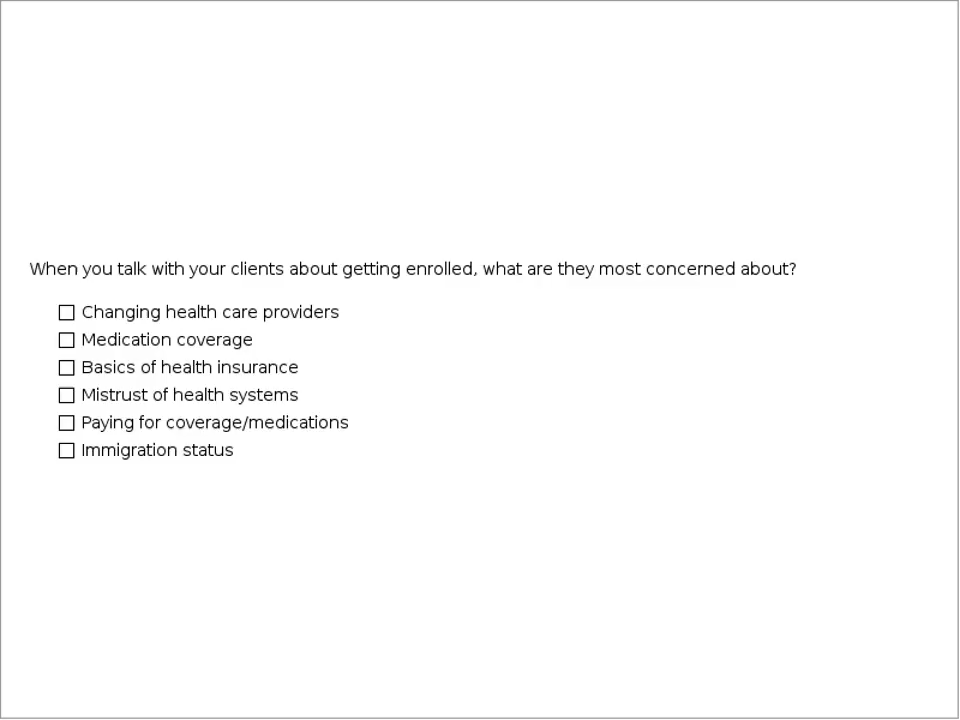 When you talk with your clients about getting enrolled, what are they most concerned about?
Changing health care providers
Medication coverage
Basics of health insurance
Mistrust of health systems
Paying for coverage/medications
Immigration status